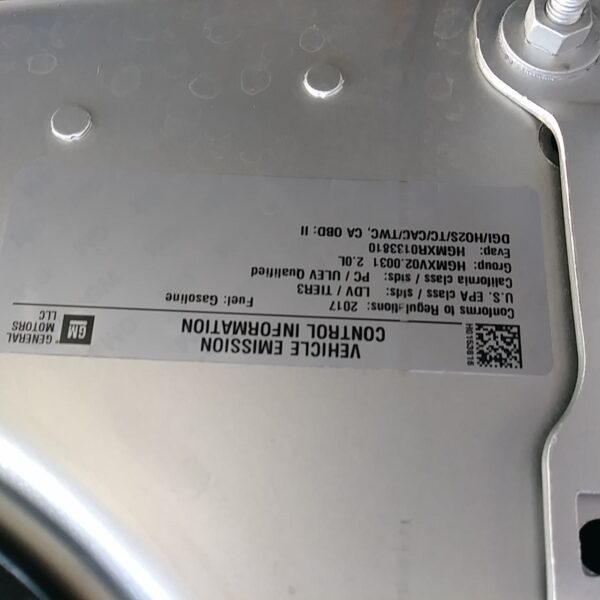 VEHICLE EMISSION
CONTROL INFORMATION
GM
GENERAL
MOTORS
LLC
H0153816
Conforms to Regulations: 2017 Fuel: Gasoline
U.S. EPA class / stds: LDV / TIER3
California class / stds: PC / ULEV Qualified
Group: HGMXV02.0031 2.0L
Evap: HGMXR0133810
DGI/HO2S/TC/CAC/TWC, CA OBD: II